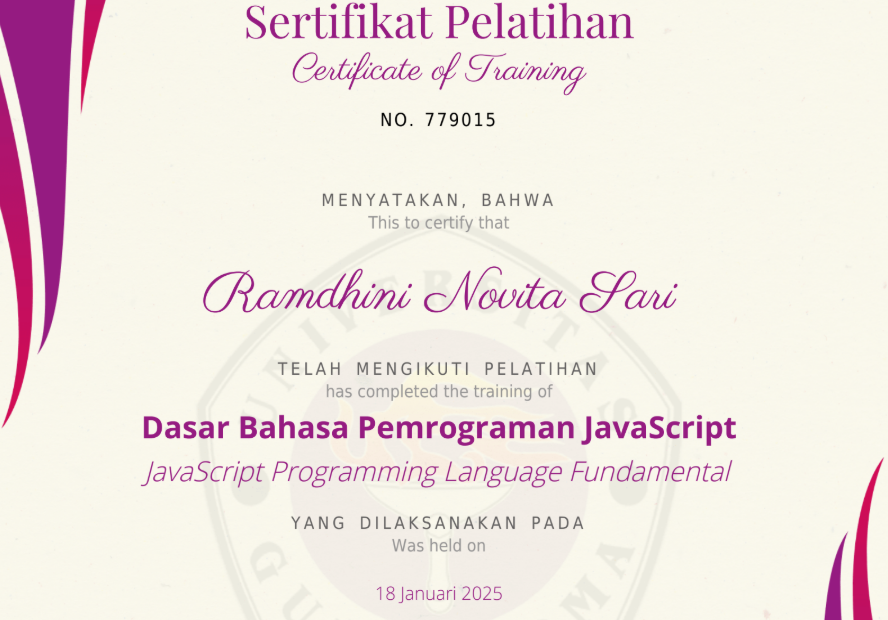 Sertifikat Pelatihan
Certificate of Training
NO. 779015
MENYATAKAN, BAHWA
This to certify that
Ramdhini Novita Sari
TELAH MENGIKUTI PELATIHAN
has completed the training of
Dasar Bahasa Pemrograman JavaScript
JavaScript Programming Language Fundamental
YANG DILAKSANAKAN PADA
Was held on
18 Januari 2025
UNIVERSITAS